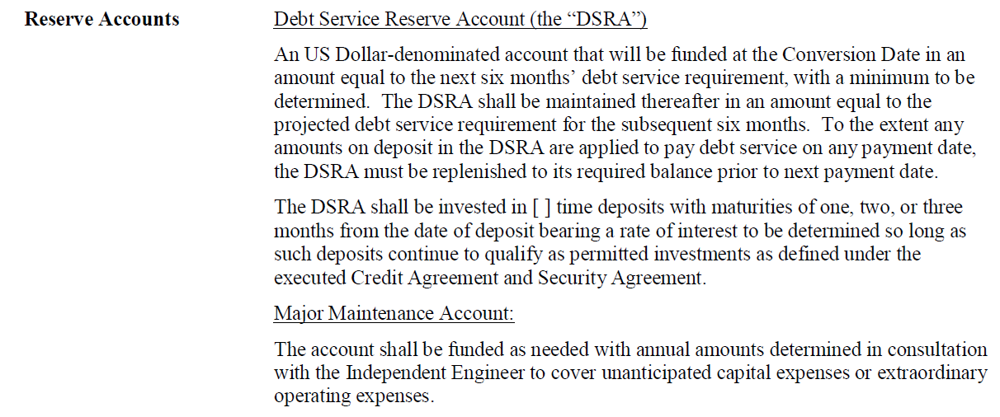 Reserve Accounts
Debt Service Reserve Account (the “DSRA”)
An US Dollar-denominated account that will be funded at the Conversion Date in an
amount equal to the next six months’ debt service requirement, with a minimum to be
determined.  The DSRA shall be maintained thereafter in an amount equal to the
projected debt service requirement for the subsequent six months.  To the extent any
amounts on deposit in the DSRA are applied to pay debt service on any payment date,
the DSRA must be replenished to its required balance prior to next payment date.
The DSRA shall be invested in [ ] time deposits with maturities of one, two, or three
months from the date of deposit bearing a rate of interest to be determined so long as
such deposits continue to qualify as permitted investments as defined under the
executed Credit Agreement and Security Agreement.
Major Maintenance Account:
The account shall be funded as needed with annual amounts determined in consultation
with the Independent Engineer to cover unanticipated capital expenses or extraordinary
operating expenses.